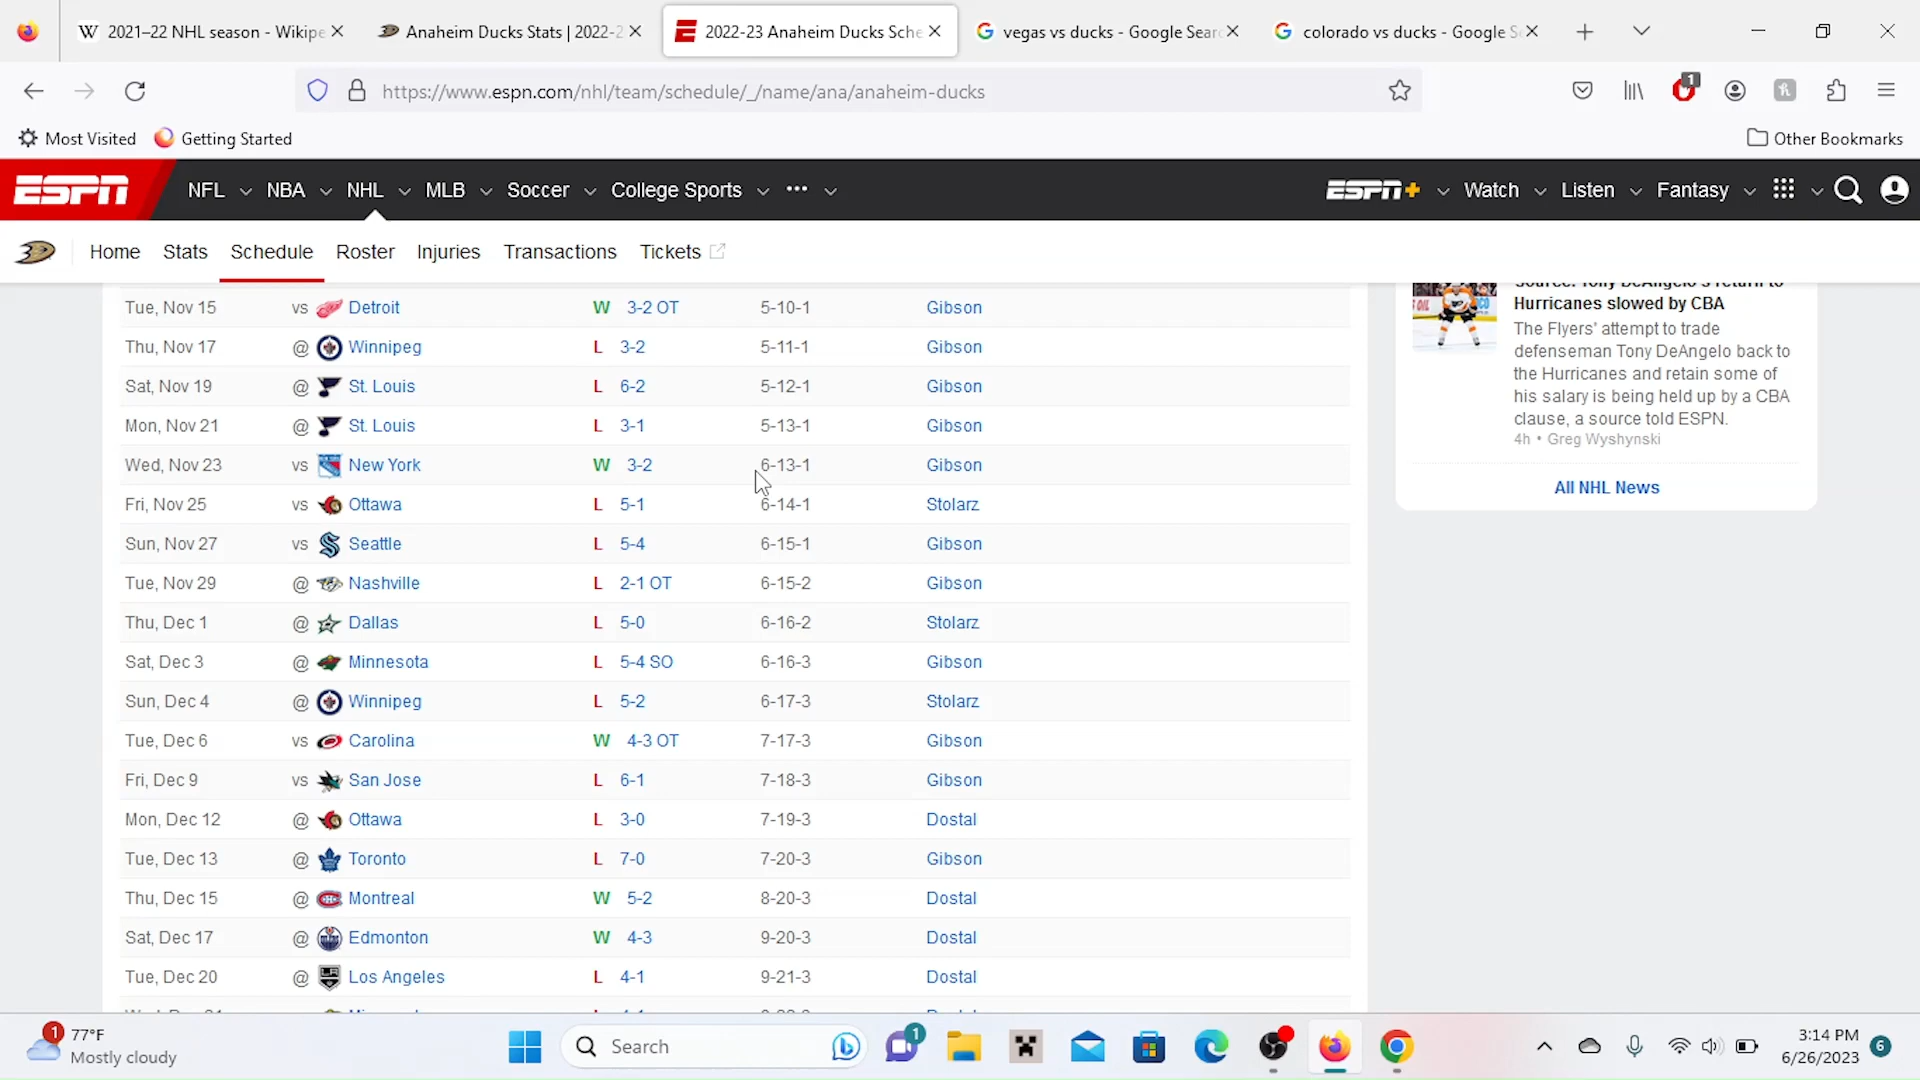 2021–22 NHL season - Wikipe
Anaheim Ducks Stats | 2022-2
2022-23 Anaheim Ducks Sche
vegas vs ducks - Google Sear
colorado vs ducks - Google S
https://www.espn.com/nhl/team/schedule/_/name/ana/anaheim-ducks
1
Most Visited
Getting Started
Other Bookmarks
ESPN
NFL
NBA
NHL
MLB
Soccer
College Sports
ESPN+
Watch
Listen
Fantasy
Home
Stats
Schedule
Roster
Injuries
Transactions
Tickets
Tue, Nov 15 vs Detroit W 3-2 OT 5-10-1 Gibson
Thu, Nov 17 @ Winnipeg L 3-2 5-11-1 Gibson
Sat, Nov 19 @ St. Louis L 6-2 5-12-1 Gibson
Mon, Nov 21 @ St. Louis L 3-1 5-13-1 Gibson
Wed, Nov 23 vs New York W 3-2 6-13-1 Gibson
Fri, Nov 25 vs Ottawa L 5-1 6-14-1 Stolarz
Sun, Nov 27 vs Seattle L 5-4 6-15-1 Gibson
Tue, Nov 29 @ Nashville L 2-1 OT 6-15-2 Gibson
Thu, Dec 1 @ Dallas L 5-0 6-16-2 Stolarz
Sat, Dec 3 @ Minnesota L 5-4 SO 6-16-3 Gibson
Sun, Dec 4 @ Winnipeg L 5-2 6-17-3 Stolarz
Tue, Dec 6 vs Carolina W 4-3 OT 7-17-3 Gibson
Fri, Dec 9 vs San Jose L 6-1 7-18-3 Gibson
Mon, Dec 12 @ Ottawa L 3-0 7-19-3 Dostal
Tue, Dec 13 @ Toronto L 7-0 7-20-3 Gibson
Thu, Dec 15 @ Montreal W 5-2 8-20-3 Dostal
Sat, Dec 17 @ Edmonton W 4-3 9-20-3 Dostal
Tue, Dec 20 @ Los Angeles L 4-1 9-21-3 Dostal
Source: Tony DeAngelo's return to
Hurricanes slowed by CBA
The Flyers' attempt to trade
defenseman Tony DeAngelo back to
the Hurricanes and retain some of
his salary is being held up by a CBA
clause, a source told ESPN.
4h • Greg Wyshynski
All NHL News
1
77°F
Mostly cloudy
Search
1
3:14 PM
6/26/2023
6